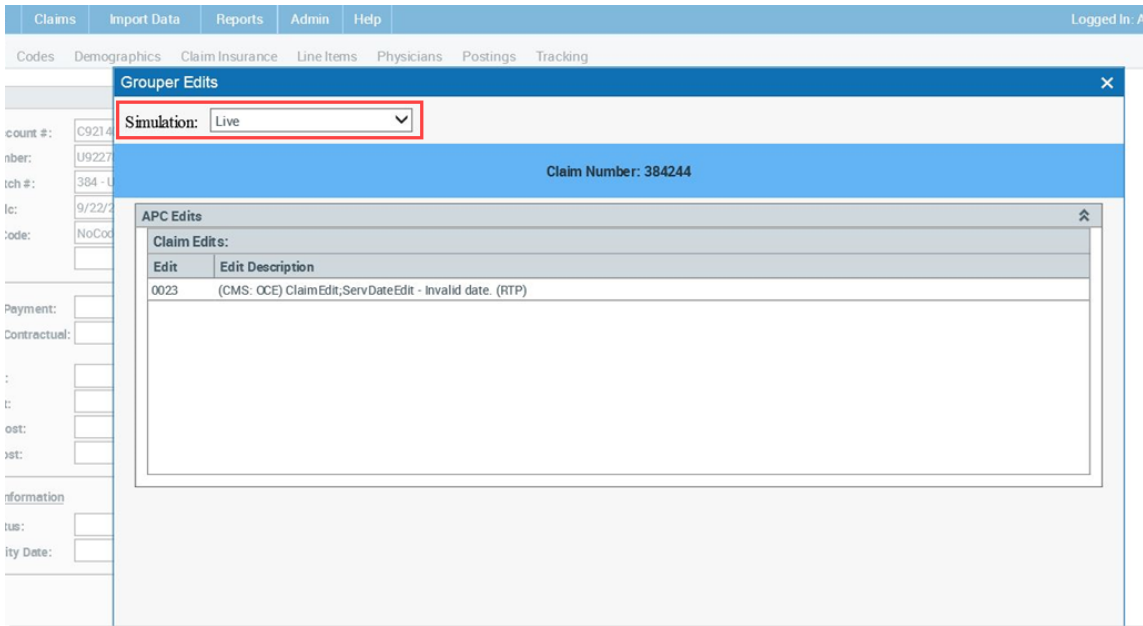 Claims Import Data Reports Admin Help Logged In: A
Codes Demographics Claim Insurance Line Items Physicians Postings Tracking
Grouper Edits
Simulation: Live
count #: C9214
nber: U9227
Claim Number: 384244
tch #: 384 - U
lc: 9/22/2
APC Edits
Code: NoCod
Claim Edits:
Edit Edit Description
0023 (CMS: OCE) ClaimEdit;ServDateEdit - Invalid date. (RTP)
Payment:
Contractual:
:
t:
ost:
ost:
nformation
tus:
ity Date: